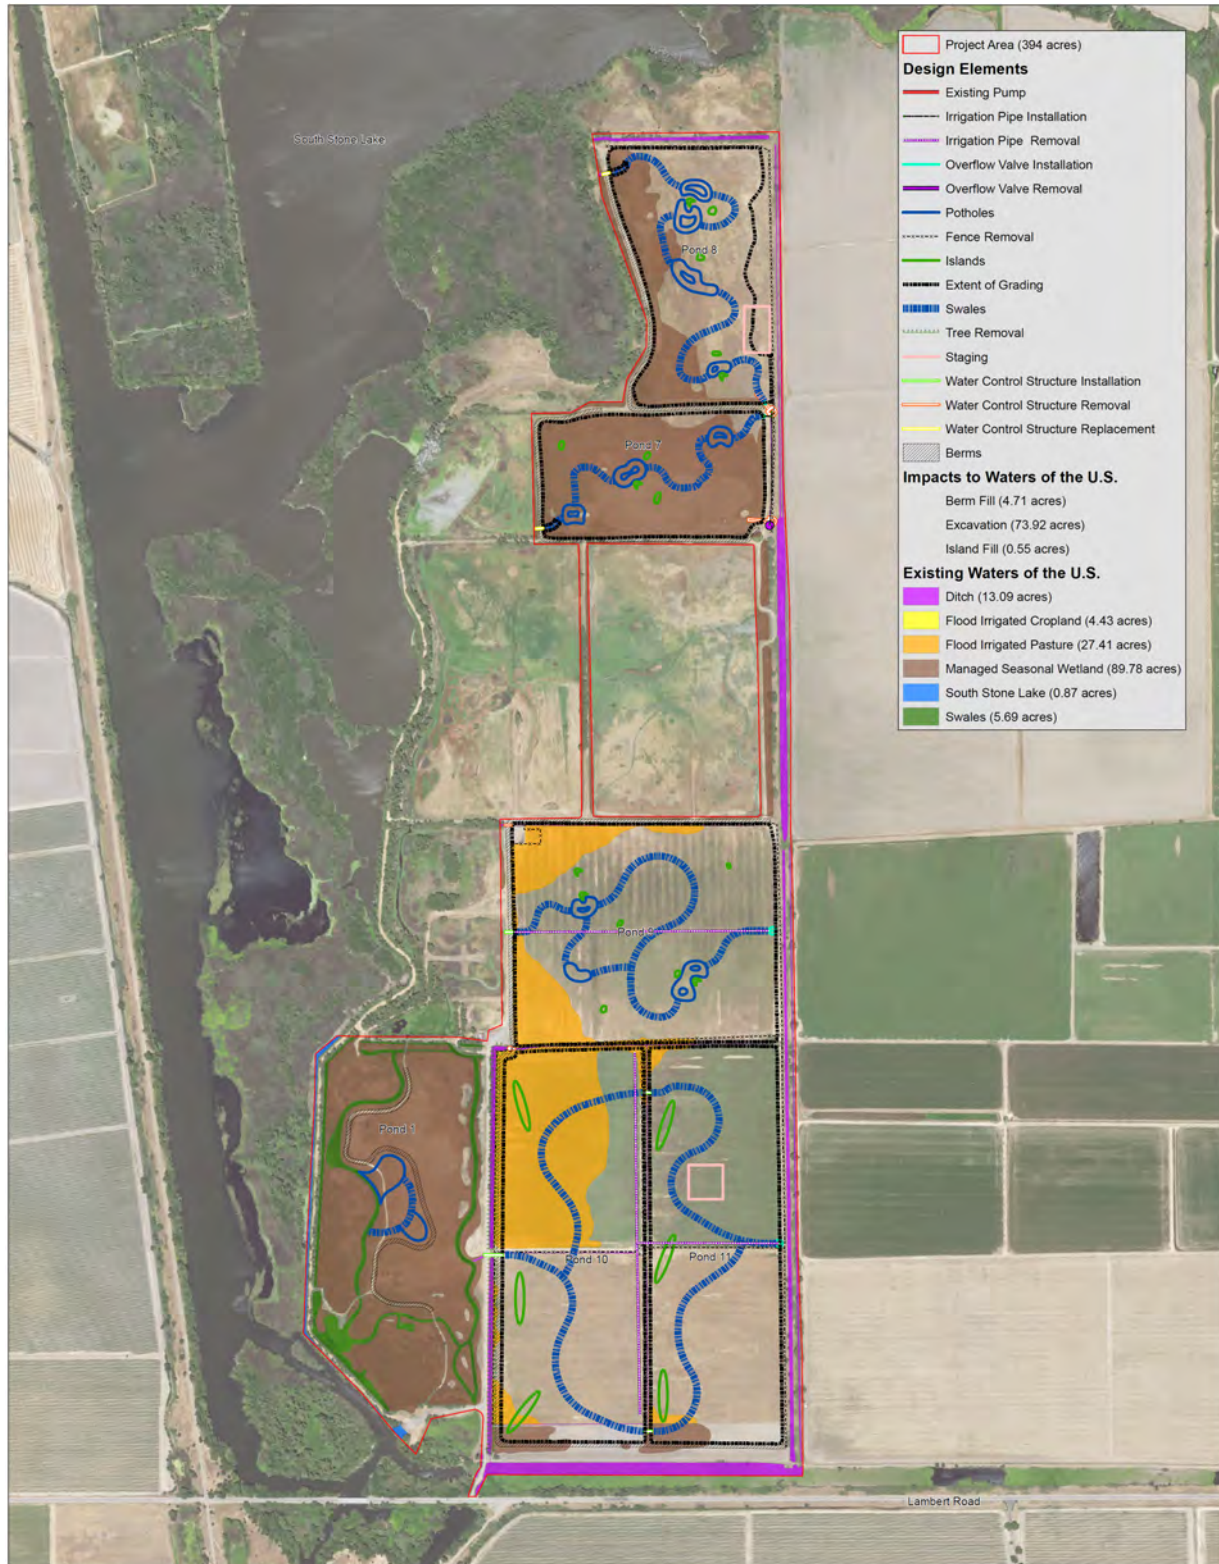 South Stone Lake
Project Area (394 acres)
Design Elements
Existing Pump
Irrigation Pipe Installation
Irrigation Pipe Removal
Overflow Valve Installation
Overflow Valve Removal
Potholes
Fence Removal
Islands
Extent of Grading
Swales
Tree Removal
Staging
Water Control Structure Installation
Water Control Structure Removal
Water Control Structure Replacement
Berms
Impacts to Waters of the U.S.
Berm Fill (4.71 acres)
Excavation (73.92 acres)
Island Fill (0.55 acres)
Existing Waters of the U.S.
Ditch (13.09 acres)
Flood Irrigated Cropland (4.43 acres)
Flood Irrigated Pasture (27.41 acres)
Managed Seasonal Wetland (89.78 acres)
South Stone Lake (0.87 acres)
Swales (5.69 acres)
Pond 8
Pond 7
Pond 9
Pond 1
Pond 10
Pond 11
Lambert Road